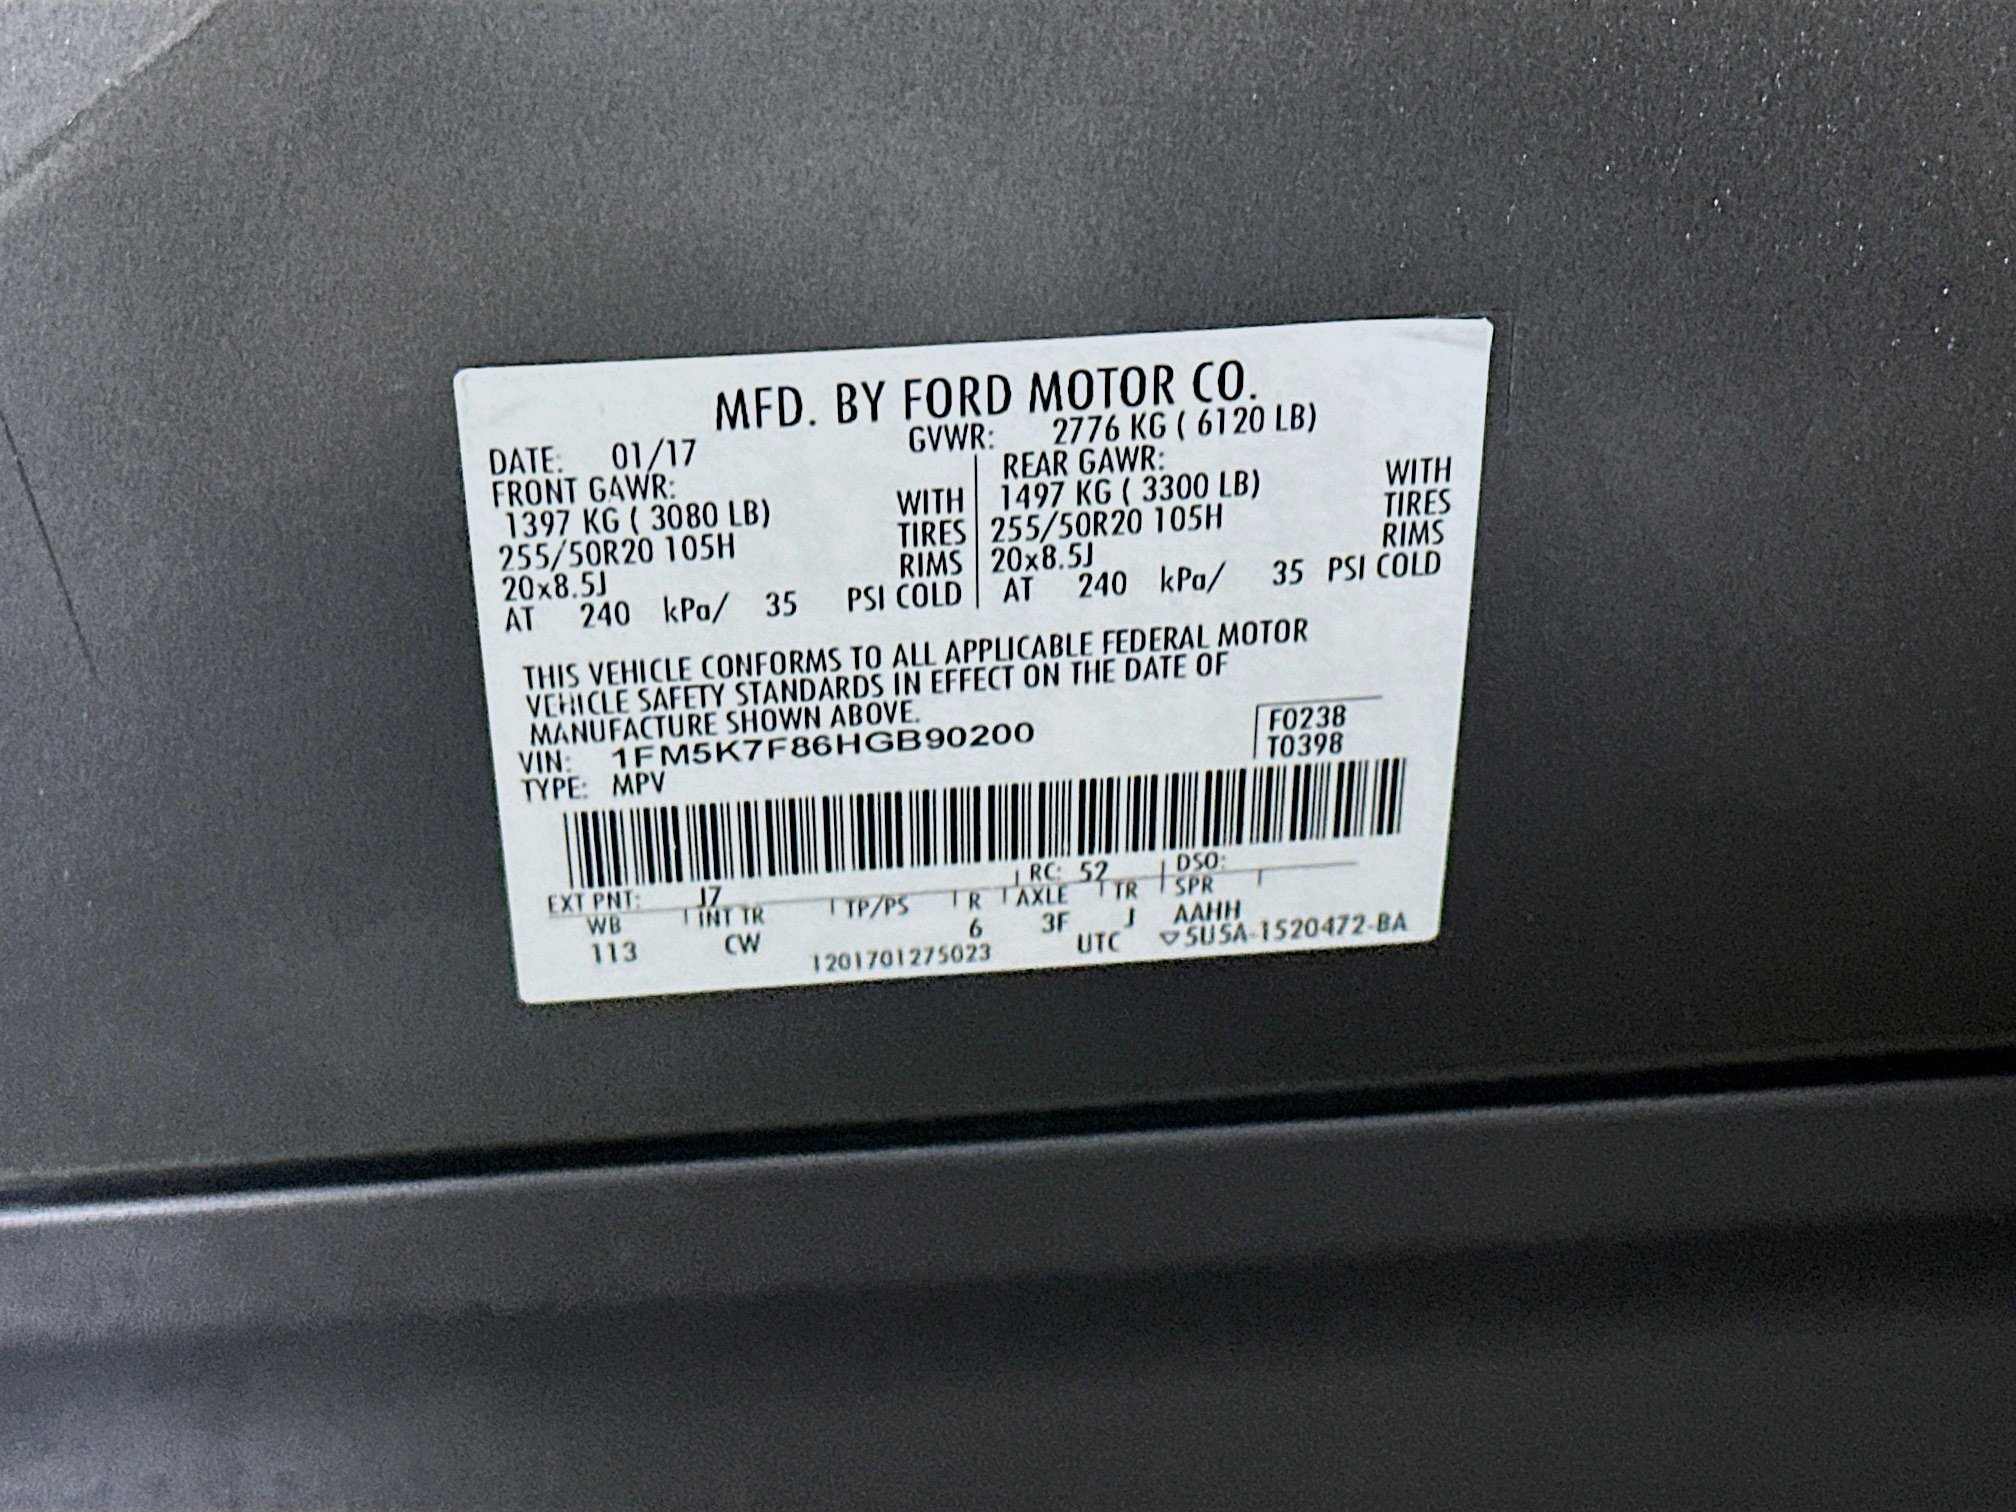 MFD. BY FORD MOTOR CO.
DATE: 01/17 GVWR: 2776 KG ( 6120 LB)
FRONT GAWR: REAR GAWR:
1397 KG ( 3080 LB) WITH 1497 KG ( 3300 LB) WITH
255/50R20 105H TIRES 255/50R20 105H TIRES
20x8.5J RIMS 20x8.5J RIMS
AT 240 kPa/ 35 PSI COLD AT 240 kPa/ 35 PSI COLD
THIS VEHICLE CONFORMS TO ALL APPLICABLE FEDERAL MOTOR
VEHICLE SAFETY STANDARDS IN EFFECT ON THE DATE OF
MANUFACTURE SHOWN ABOVE.
VIN: 1FM5K7F86HGB90200 F0238
TYPE: MPV T0398
EXT PNT: J7 RC: 52 DSO:
WB INT TR TP/PS R AXLE TR SPR
113 CW 6 3F J AAHH
1201701275023 UTC ▽5U5A-1520472-BA